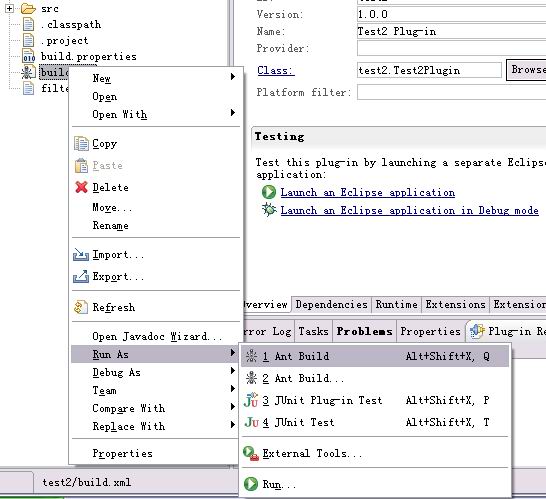 src
.classpath
.project
build.properties
build
filte
Version: 1.0.0
Name: Test2 Plug-in
Provider:
Class: test2.Test2Plugin Browse
Platform filter:
Testing
Test this plug-in by launching a separate Eclips
application:
Launch an Eclipse application
Launch an Eclipse application in Debug mode
New
Open
Open With
Copy
Paste
Delete
Move...
Rename
Import...
Export...
Refresh
Open Javadoc Wizard...
Run As
Debug As
Team
Compare With
Replace With
Properties
verview Dependencies Runtime Extensions Extension
rror Log Tasks Problems Properties Plug-in Re
1 Ant Build Alt+Shift+X, Q
2 Ant Build...
3 JUnit Plug-in Test Alt+Shift+X, P
4 JUnit Test Alt+Shift+X, T
External Tools...
Run...
test2/build.xml